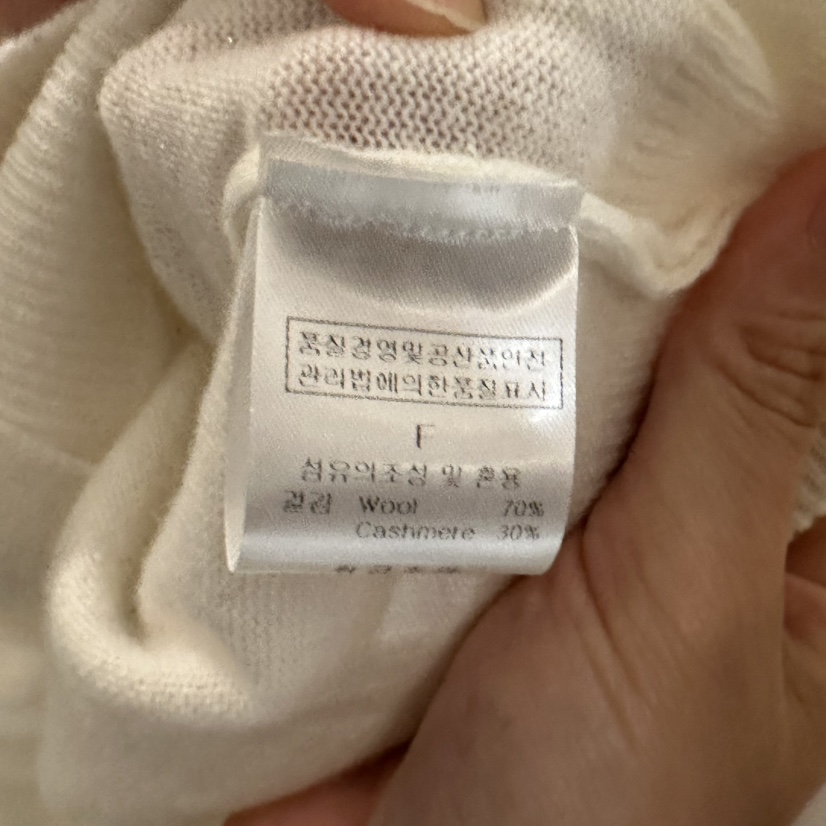 품질경영및공산품안전
관리법에의한품질표시
F
섬유의조성 및 혼용
겉감 Wool 70%
Cashmere 30%